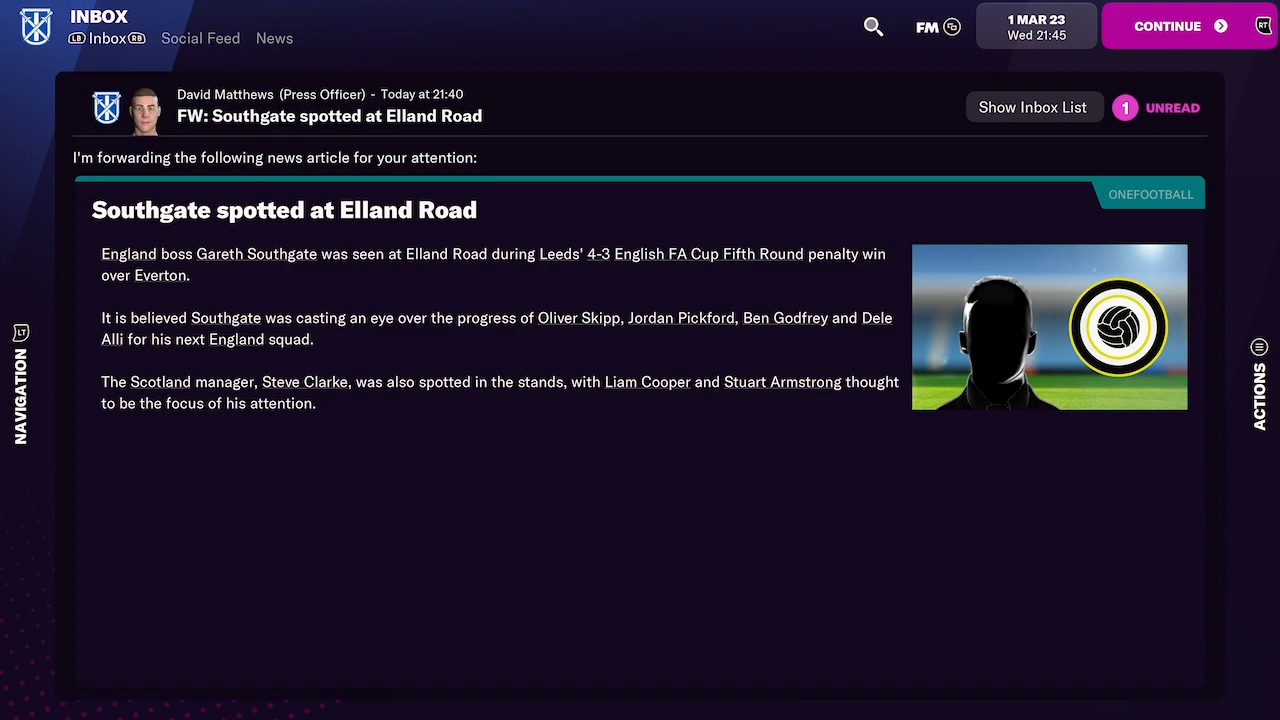 INBOX
LB Inbox RB Social Feed News
FM
1 MAR 23
Wed 21:45
CONTINUE
RT
David Matthews (Press Officer) - Today at 21:40
FW: Southgate spotted at Elland Road
Show Inbox List
1 UNREAD
I'm forwarding the following news article for your attention:
ONEFOOTBALL
Southgate spotted at Elland Road
England boss Gareth Southgate was seen at Elland Road during Leeds' 4-3 English FA Cup Fifth Round penalty win
over Everton.
It is believed Southgate was casting an eye over the progress of Oliver Skipp, Jordan Pickford, Ben Godfrey and Dele
Alli for his next England squad.
The Scotland manager, Steve Clarke, was also spotted in the stands, with Liam Cooper and Stuart Armstrong thought
to be the focus of his attention.
NAVIGATION LT
ACTIONS